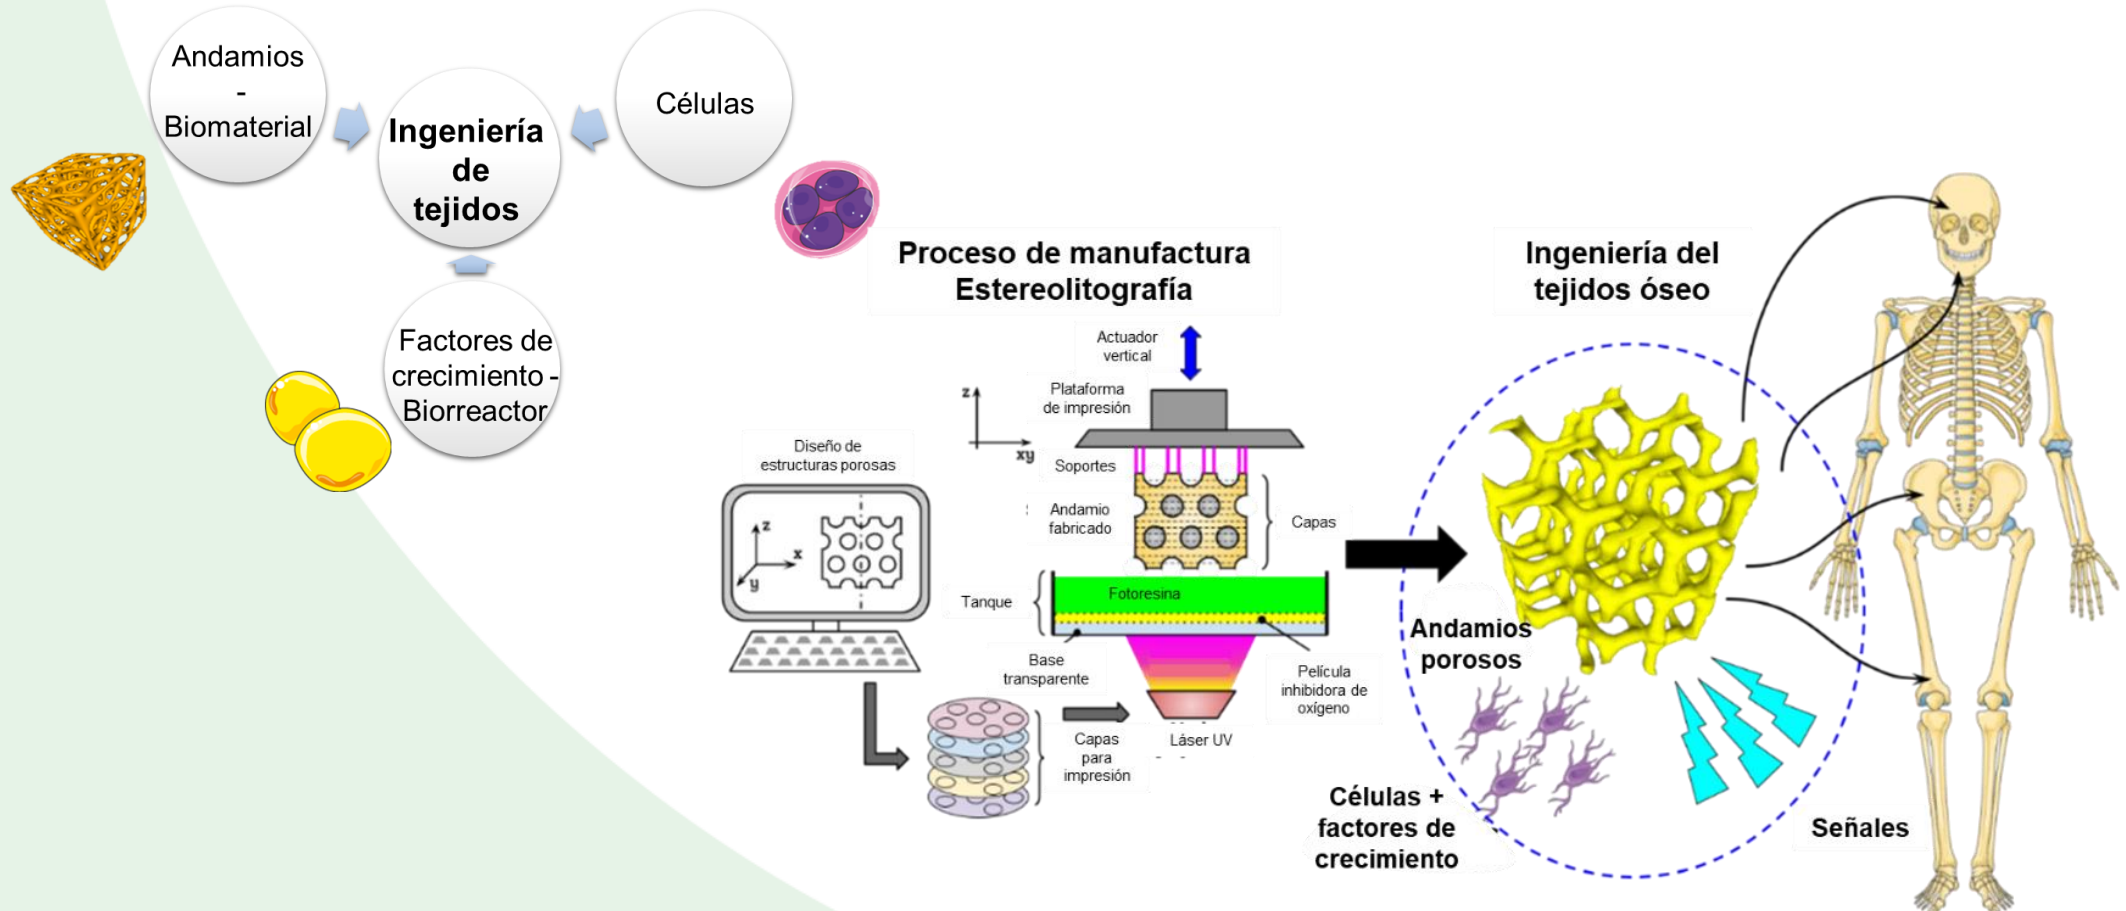 Andamios
-
Biomaterial
Ingeniería
de
tejidos
Células
Factores de
crecimiento -
Biorreactor
Proceso de manufactura
Estereolitografía
Actuador
vertical
Plataforma
de impresión
z
xy
Soportes
Andamio
fabricado
Capas
Diseño de
estructuras porosas
z
x
y
Tanque
Fotoresina
Base
transparente
Película
inhibidora de
oxígeno
Capas
para
impresión
Láser UV
Ingeniería del
tejidos óseo
Andamios
porosos
Células +
factores de
crecimiento
Señales